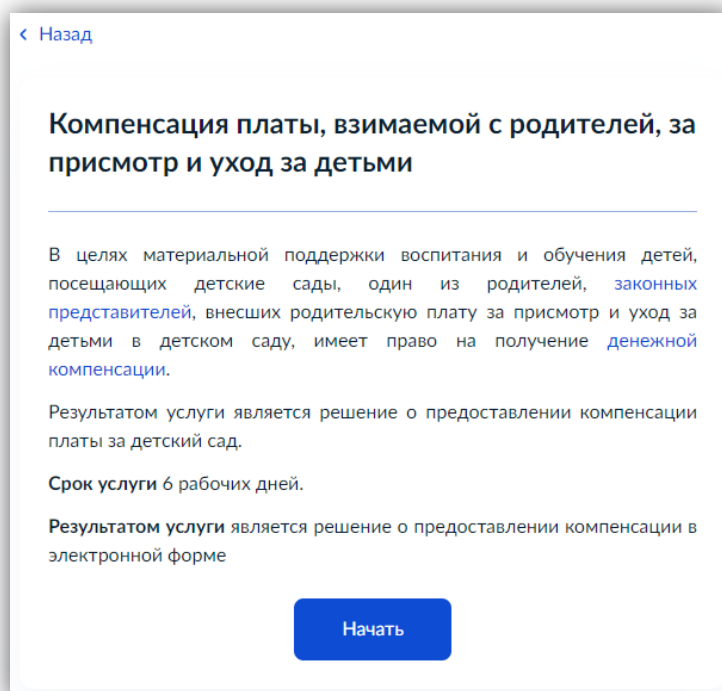 Назад
Компенсация платы, взимаемой с родителей, за
присмотр и уход за детьми
В целях материальной поддержки воспитания и обучения детей,
посещающих детские сады, один из родителей, законных
представителей, внесших родительскую плату за присмотр и уход за
детьми в детском саду, имеет право на получение денежной
компенсации.
Результатом услуги является решение о предоставлении компенсации
платы за детский сад.
Срок услуги 6 рабочих дней.
Результатом услуги является решение о предоставлении компенсации в
электронной форме
Начать